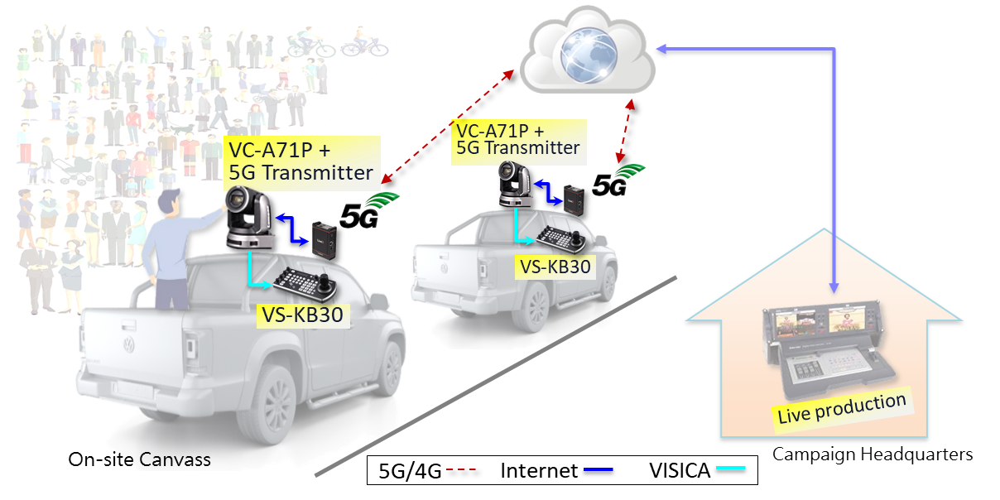 VC-A71P +
5G Transmitter
5G
VS-KB30
VC-A71P +
5G Transmitter
5G
VS-KB30
Live production
On-site Canvass
Campaign Headquarters
5G/4G
Internet
VISICA